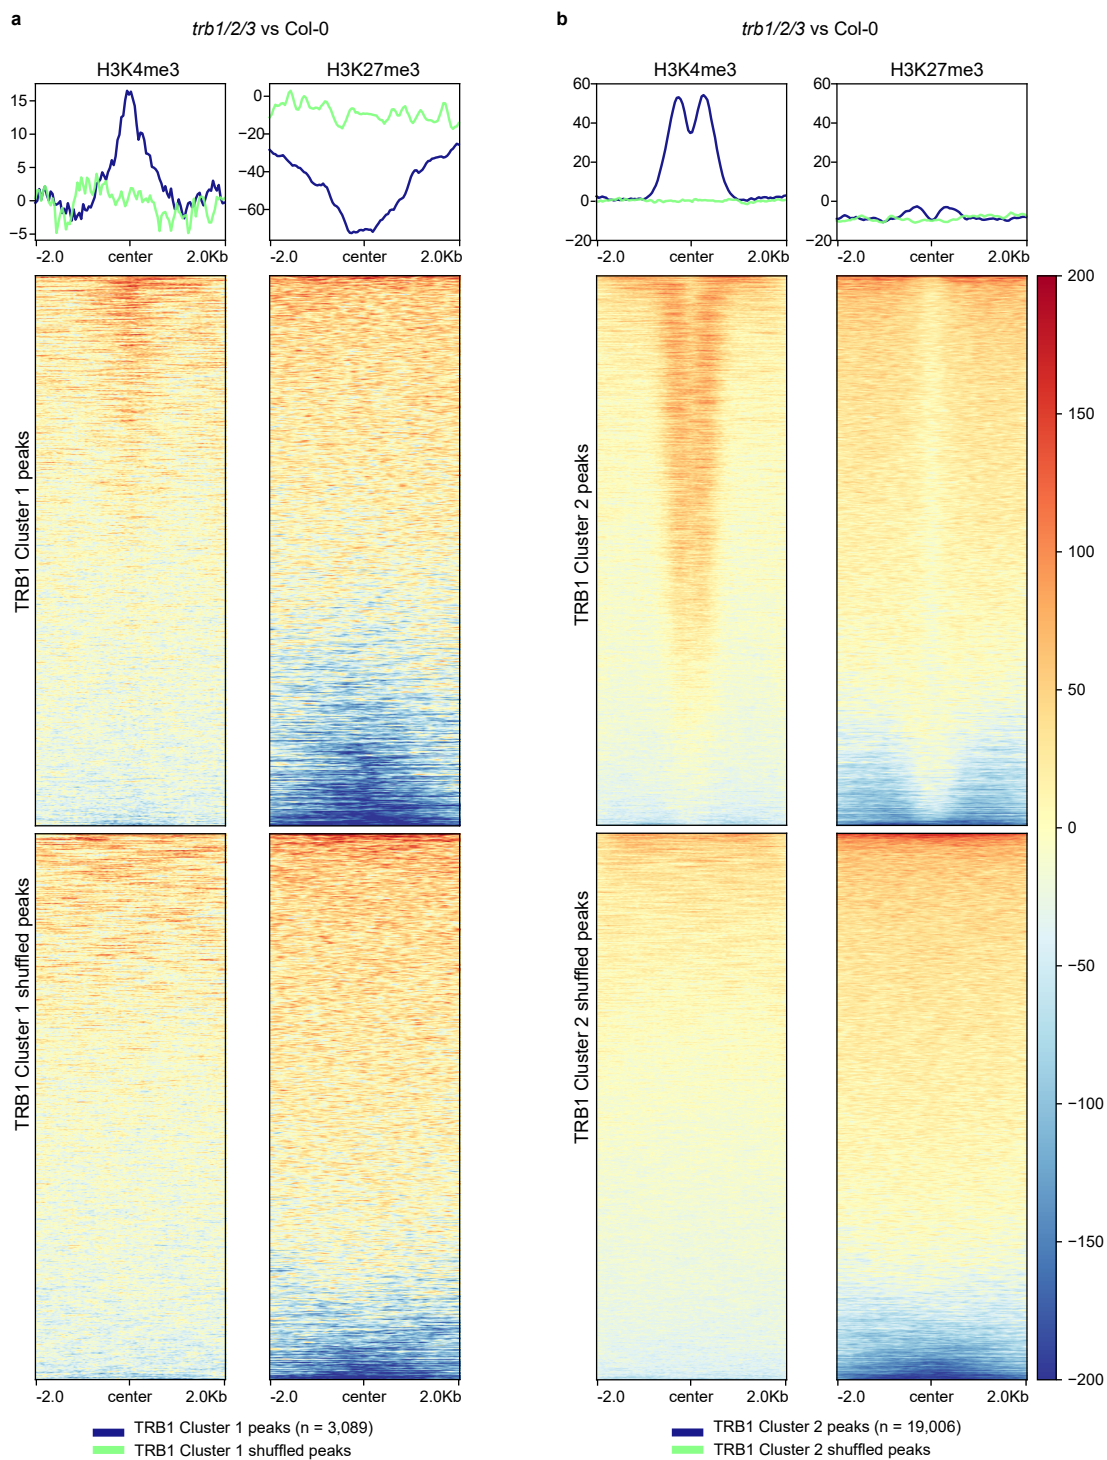 a
trb1/2/3 vs Col-0
H3K4me3
H3K27me3
15
10
5
0
−5
0
−20
−40
−60
-2.0 center 2.0Kb
-2.0 center 2.0Kb
TRB1 Cluster 1 peaks
TRB1 Cluster 1 shuffled peaks
-2.0 center 2.0Kb
-2.0 center 2.0Kb
TRB1 Cluster 1 peaks (n = 3,089)
TRB1 Cluster 1 shuffled peaks
b
trb1/2/3 vs Col-0
H3K4me3
H3K27me3
60
40
20
0
−20
60
40
20
0
−20
-2.0 center 2.0Kb
-2.0 center 2.0Kb
TRB1 Cluster 2 peaks
TRB1 Cluster 2 shuffled peaks
200
150
100
50
0
−50
−100
−150
−200
-2.0 center 2.0Kb
-2.0 center 2.0Kb
TRB1 Cluster 2 peaks (n = 19,006)
TRB1 Cluster 2 shuffled peaks